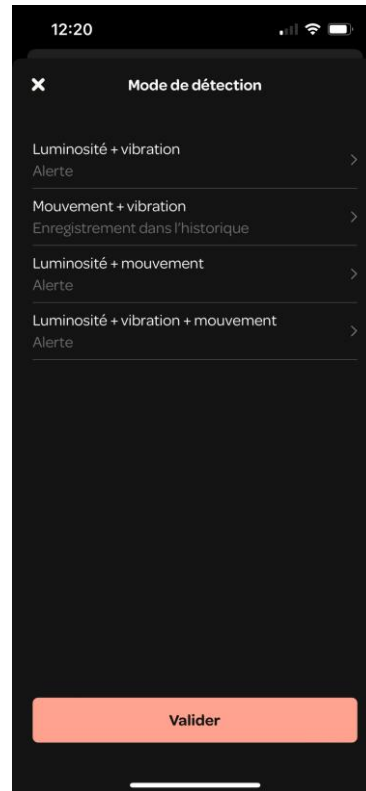 12:20
Mode de détection
Luminosité + vibration
Alerte
Mouvement + vibration
Enregistrement dans l'historique
Luminosité + mouvement
Alerte
Luminosité + vibration + mouvement
Alerte
Valider